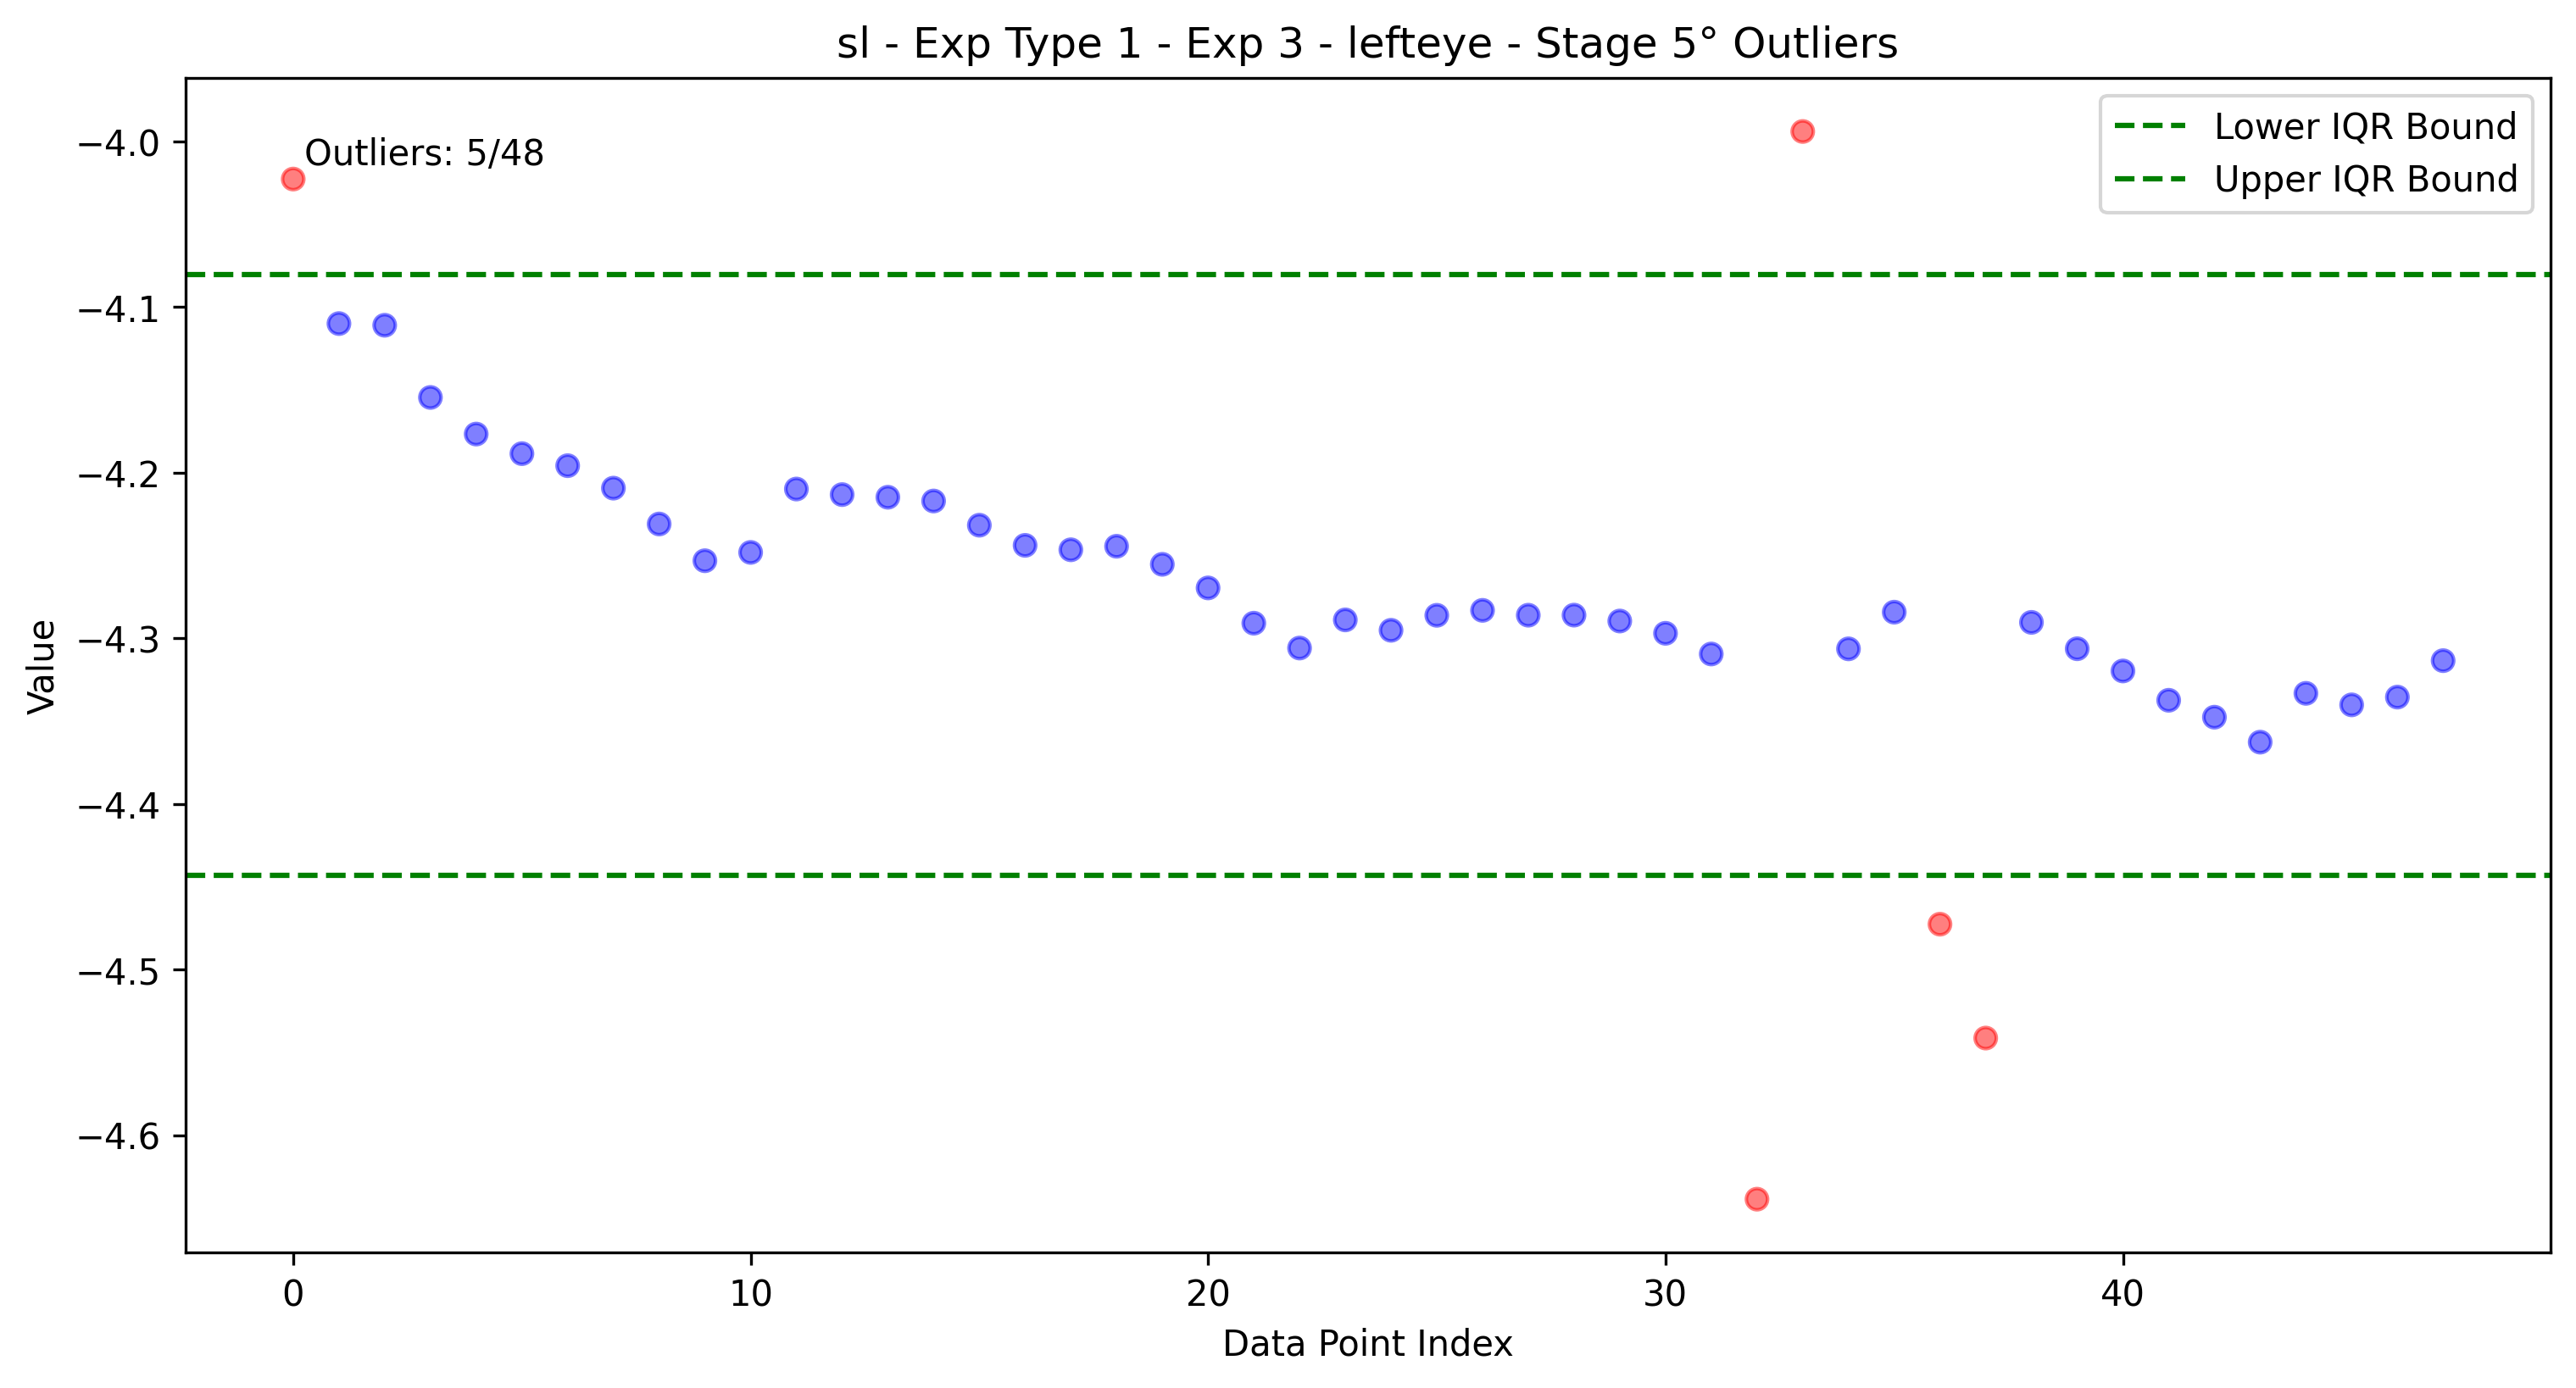 sl - Exp Type 1 - Exp 3 - lefteye - Stage 5° Outliers
Outliers: 5/48
Lower IQR Bound
Upper IQR Bound
−4.0
−4.1
−4.2
−4.3
−4.4
−4.5
−4.6
Value
0 10 20 30 40
Data Point Index